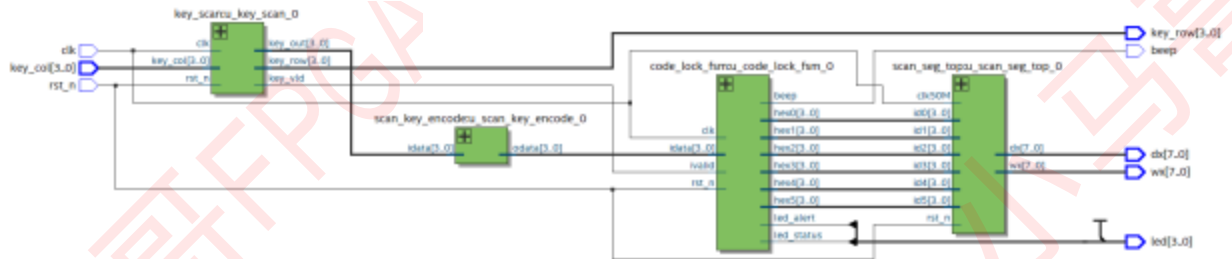 key_scan:u_key_scan_0
clk
key_col[3..0]
rst_n
clk
key_col[3..0]
rst_n
key_out[3..0]
key_row[3..0]
key_vld
scan_key_encode:u_scan_key_encode_0
idata[3..0]
odata[3..0]
code_lock_fsm:u_code_lock_fsm_0
clk
idata[3..0]
ivalid
rst_n
beep
hex0[3..0]
hex1[3..0]
hex2[3..0]
hex3[3..0]
hex4[3..0]
hex5[3..0]
led_alert
led_status
scan_seg_top:u_scan_seg_top_0
clk50M
id0[3..0]
id1[3..0]
id2[3..0]
id3[3..0]
id4[3..0]
id5[3..0]
rst_n
dx[7..0]
wx[7..0]
key_row[3..0]
beep
dx[7..0]
wx[7..0]
led[3..0]
FPGA